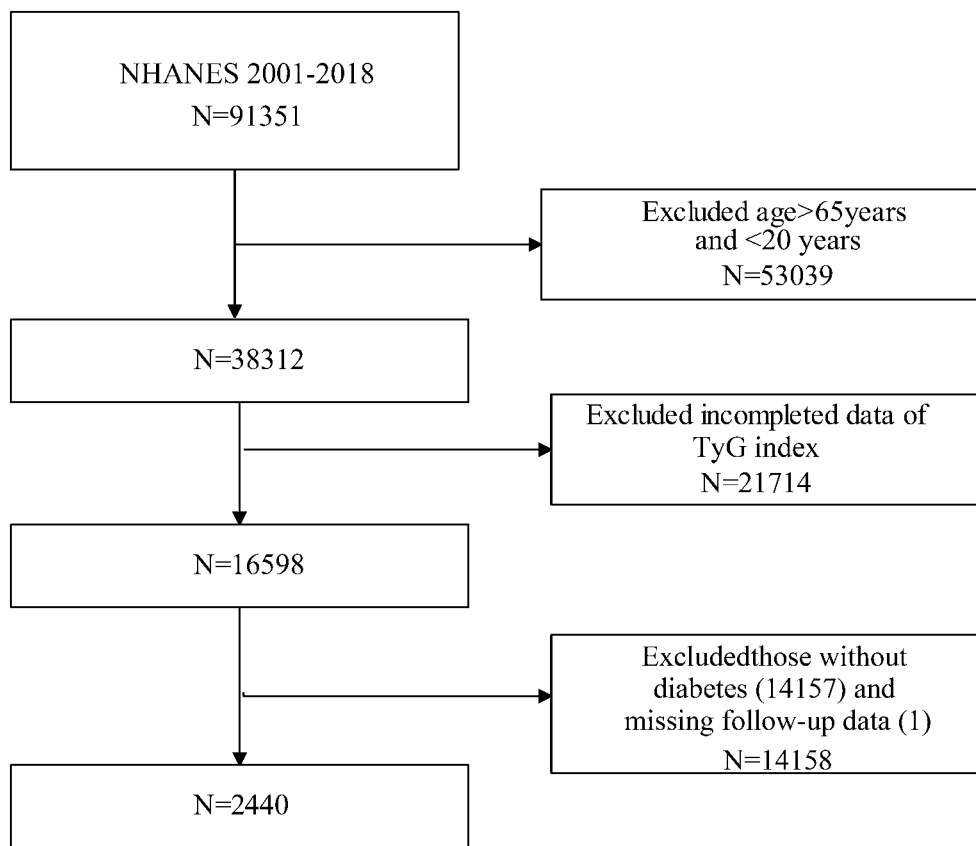 NHANES 2001-2018
N=91351
Excluded age>65years
and <20 years
N=53039
N=38312
Excluded incompleted data of
TyG index
N=21714
N=16598
Excludedthose without
diabetes (14157) and
missing follow-up data (1)
N=14158
N=2440